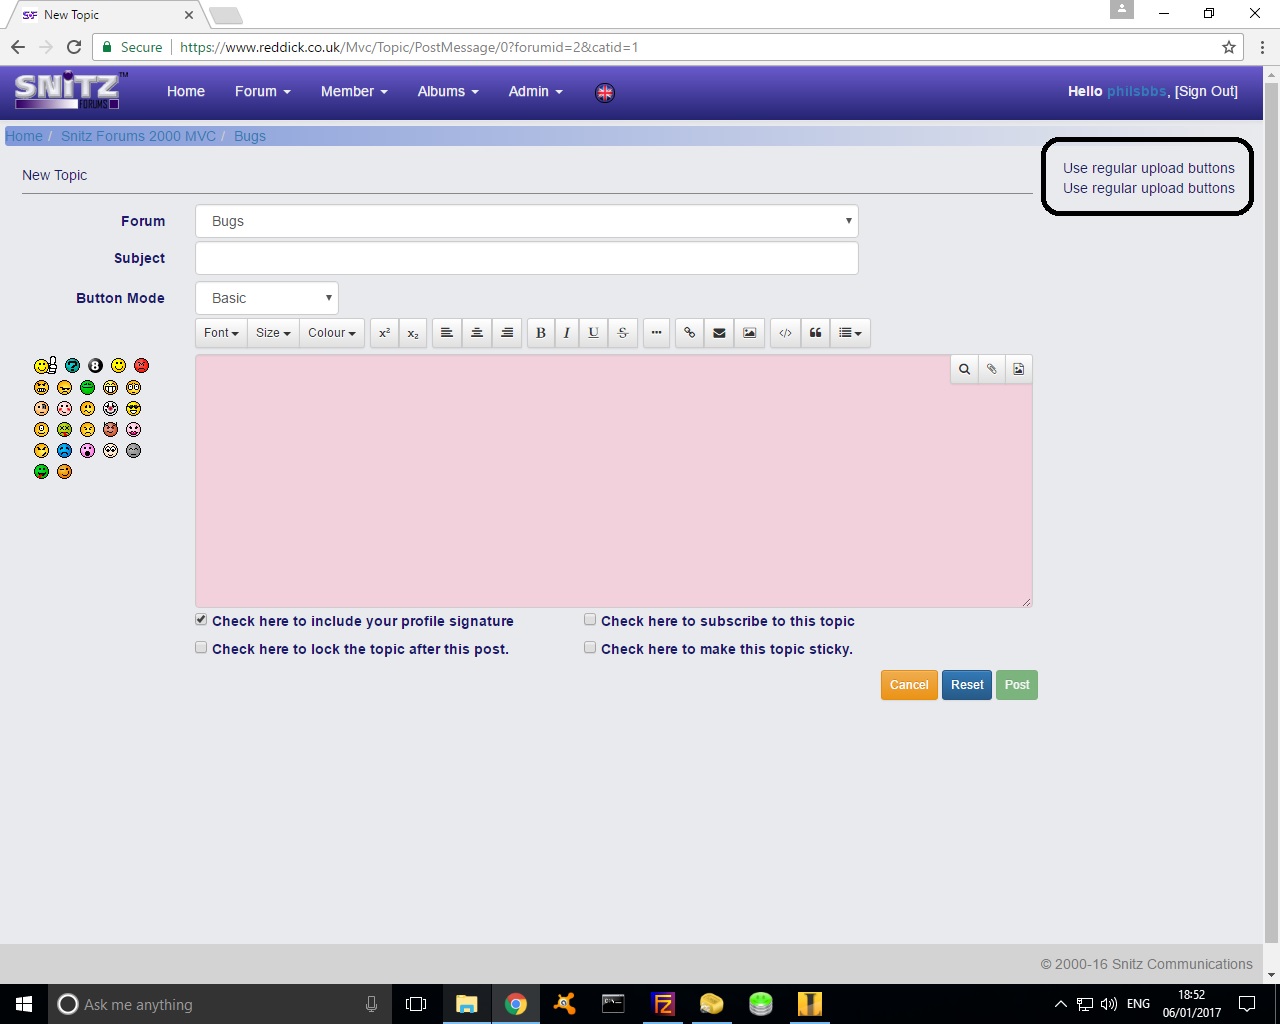 New Topic
Secure
https://www.reddick.co.uk/Mvc/Topic/PostMessage/0?forumid=2&catid=1
SNiTZ™ FORUMS
Home Forum Member Albums Admin
Hello philsbbs, [Sign Out]
Home / Snitz Forums 2000 MVC / Bugs
New Topic
Use regular upload buttons
Use regular upload buttons
Forum Bugs
Subject
Button Mode Basic
Font Size Colour x² x₂ B I U S ··· </>
Check here to include your profile signature
Check here to subscribe to this topic
Check here to lock the topic after this post.
Check here to make this topic sticky.
Cancel Reset Post
© 2000-16 Snitz Communications
Ask me anything
ENG
18:52
06/01/2017